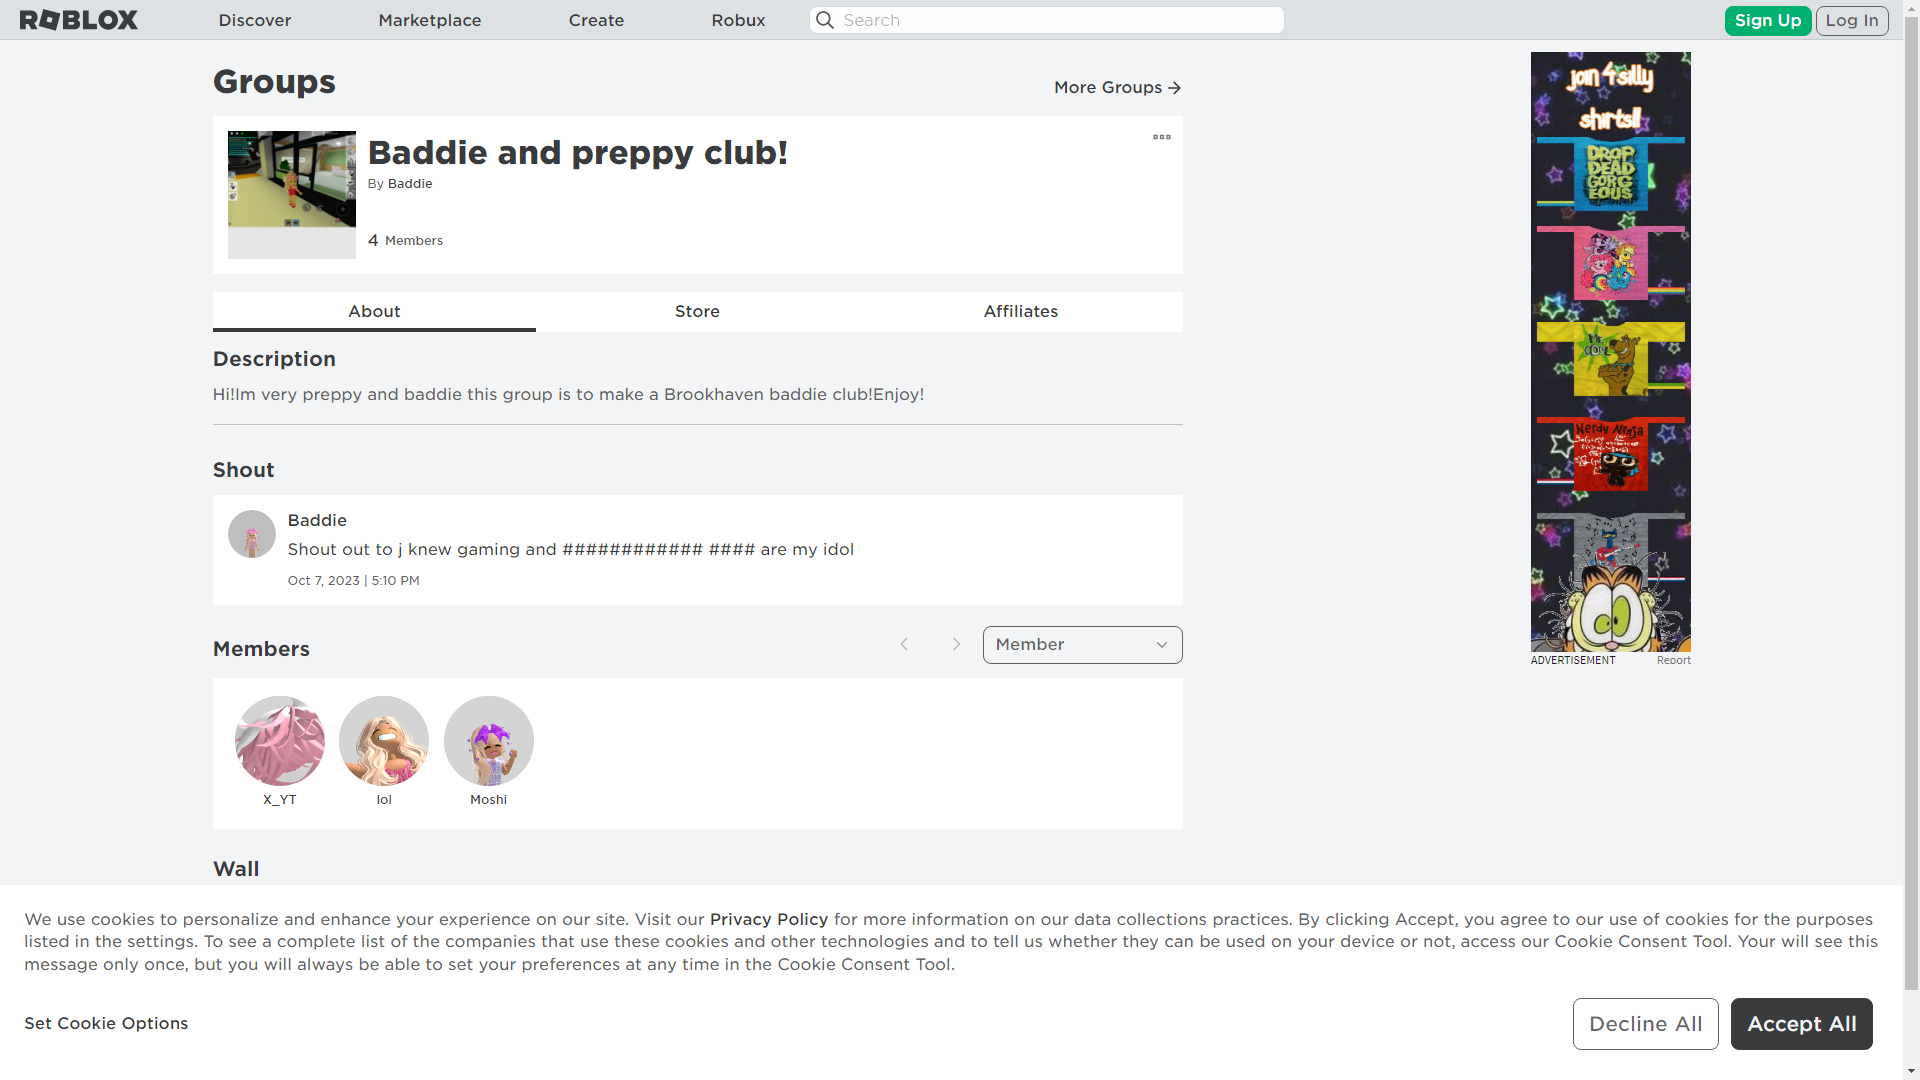 ROBLOX
Discover
Marketplace
Create
Robux
Search
Sign Up
Log In
Groups
More Groups
Baddie and preppy club!
By Baddie
4 Members
About
Store
Affiliates
Description
Hi!Im very preppy and baddie this group is to make a Brookhaven baddie club!Enjoy!
Shout
Baddie
Shout out to j knew gaming and ############ #### are my idol
Oct 7, 2023 | 5:10 PM
Members
Member
X_YT
lol
Moshi
Wall
join 4 silly
shirts!!
DROP
DEAD
GORG
EOUS
Nerdy Ninja
ADVERTISEMENT
Report
We use cookies to personalize and enhance your experience on our site. Visit our Privacy Policy for more information on our data collections practices. By clicking Accept, you agree to our use of cookies for the purposes
listed in the settings. To see a complete list of the companies that use these cookies and other technologies and to tell us whether they can be used on your device or not, access our Cookie Consent Tool. Your will see this
message only once, but you will always be able to set your preferences at any time in the Cookie Consent Tool.
Set Cookie Options
Decline All
Accept All